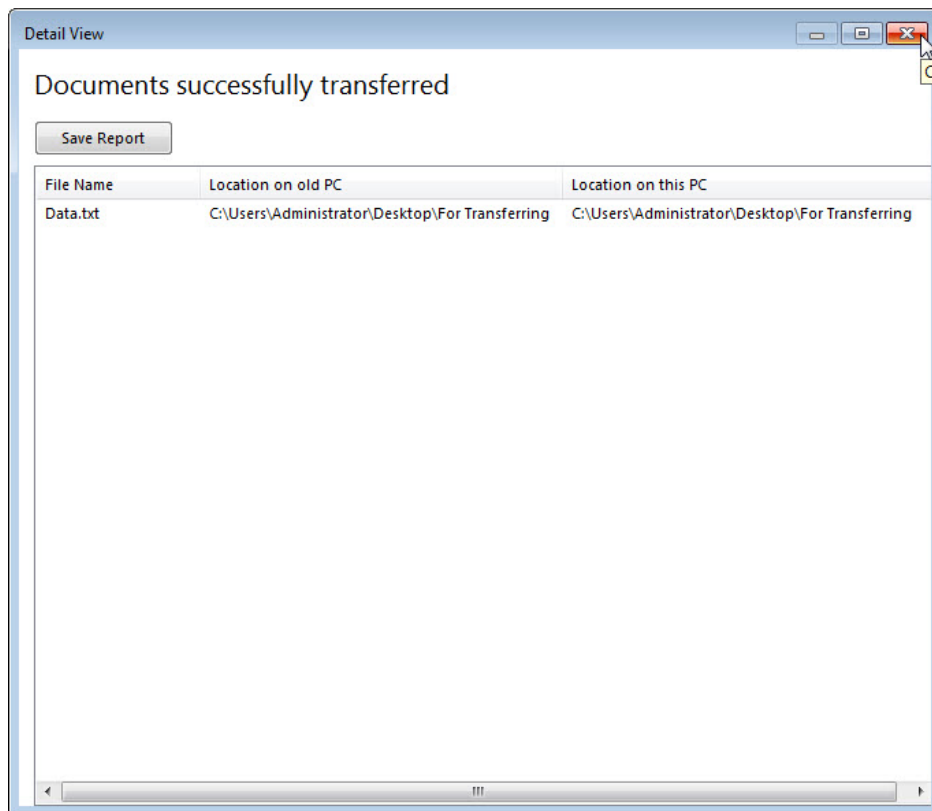 Detail View
Documents successfully transferred
Save Report
File Name Location on old PC Location on this PC
Data.txt C:\Users\Administrator\Desktop\For Transferring C:\Users\Administrator\Desktop\For Transferring